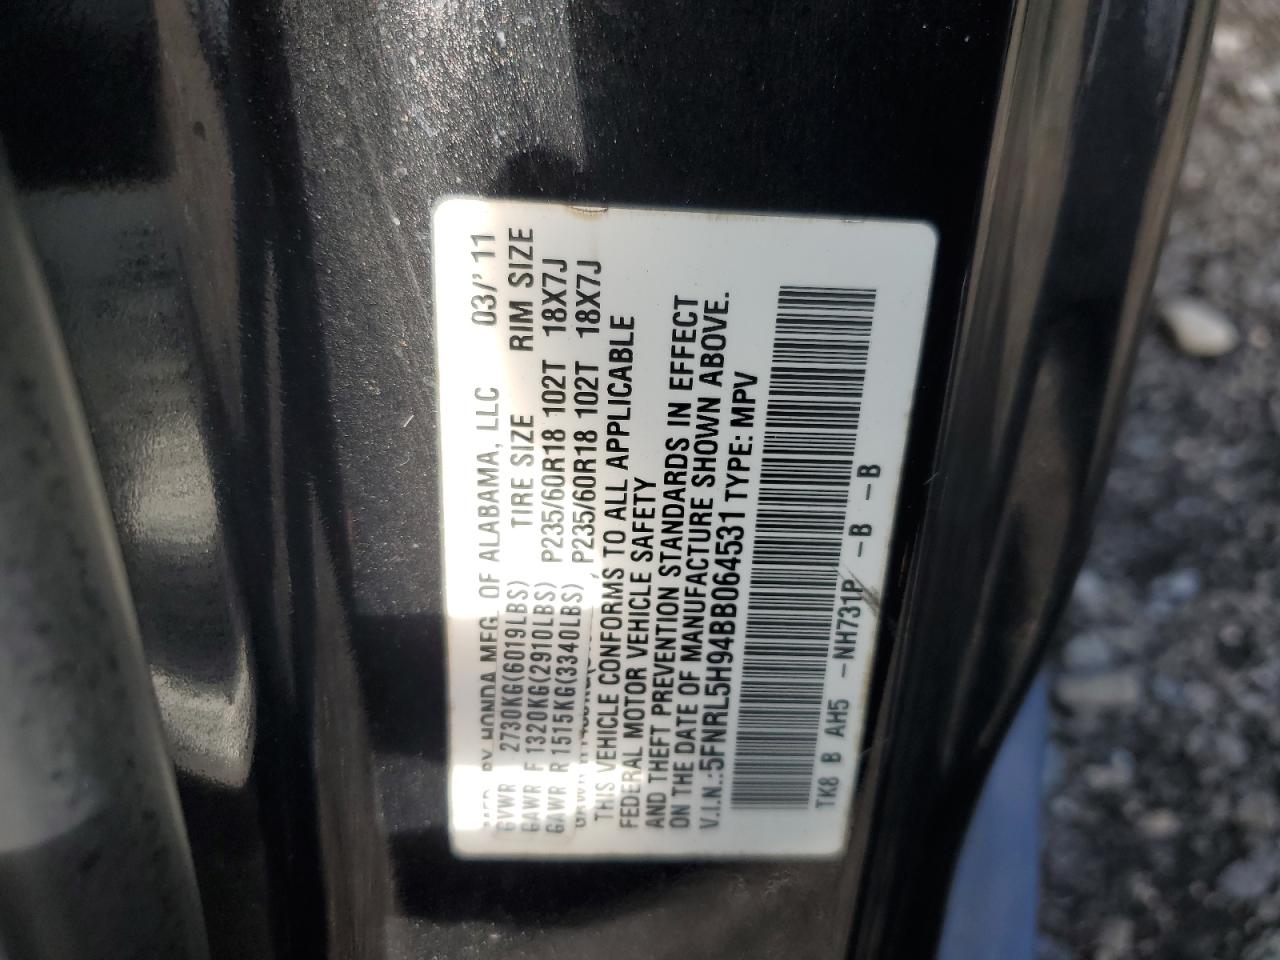 MFD. BY HONDA MFG. OF ALABAMA, LLC 03/' 11
GVWR 2730KG(6019LBS) TIRE SIZE RIM SIZE
GAWR F 1320KG(2910LBS) P235/60R18 102T 18X7J
GAWR R 1515KG(3340LBS) P235/60R18 102T 18X7J
THIS VEHICLE CONFORMS TO ALL APPLICABLE
FEDERAL MOTOR VEHICLE SAFETY
AND THEFT PREVENTION STANDARDS IN EFFECT
ON THE DATE OF MANUFACTURE SHOWN ABOVE.
V.I.N.:5FNRL5H94BB064531 TYPE: MPV
TK8 B AH5 -NH731P -B -B